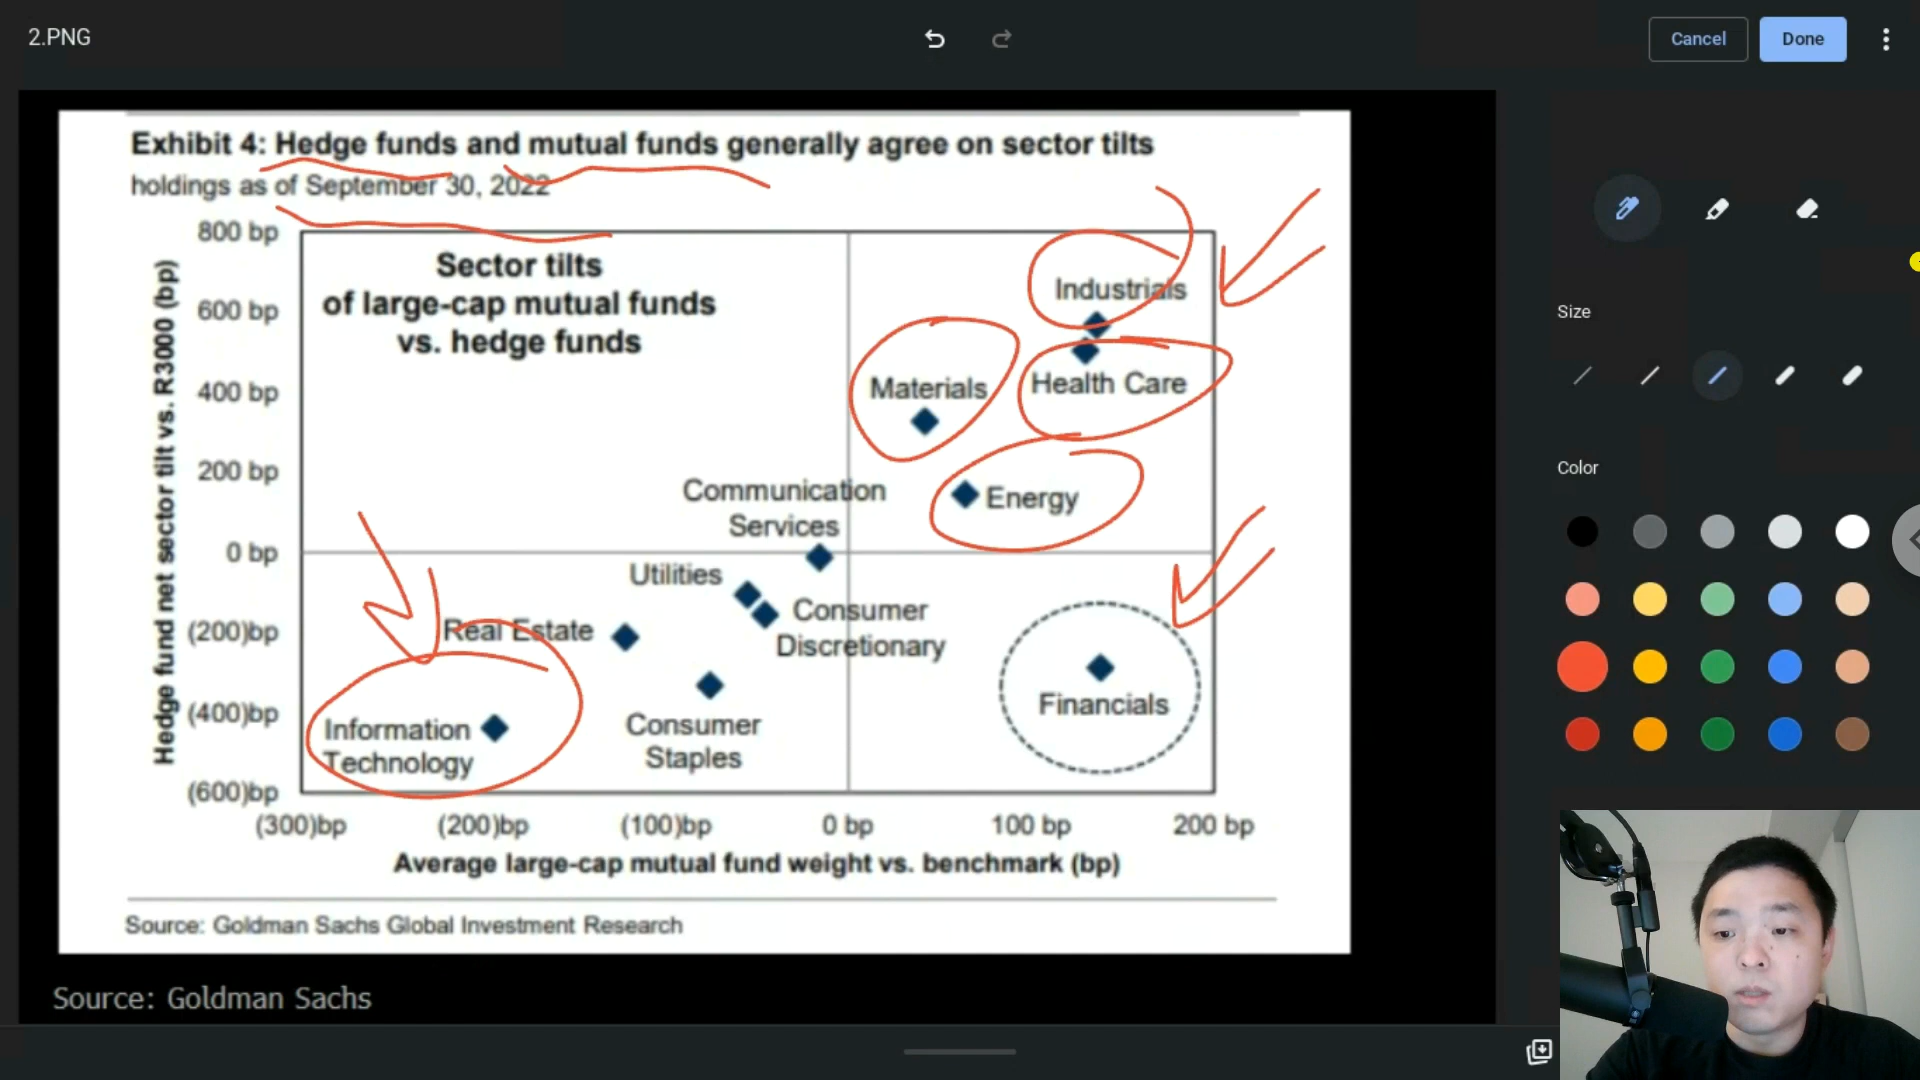 2.PNG
Cancel
Done
Exhibit 4: Hedge funds and mutual funds generally agree on sector tilts
holdings as of September 30, 2022
800 bp
600 bp
400 bp
200 bp
0 bp
(200)bp
(400)bp
(600)bp
Hedge fund net sector tilt vs. R3000 (bp)
Sector tilts
of large-cap mutual funds
vs. hedge funds
Industrials
Materials
Health Care
Communication
Services
Energy
Utilities
Consumer
Discretionary
Real Estate
Consumer
Staples
Information
Technology
Financials
(300)bp
(200)bp
(100)bp
0 bp
100 bp
200 bp
Average large-cap mutual fund weight vs. benchmark (bp)
Source: Goldman Sachs Global Investment Research
Source: Goldman Sachs
Size
Color